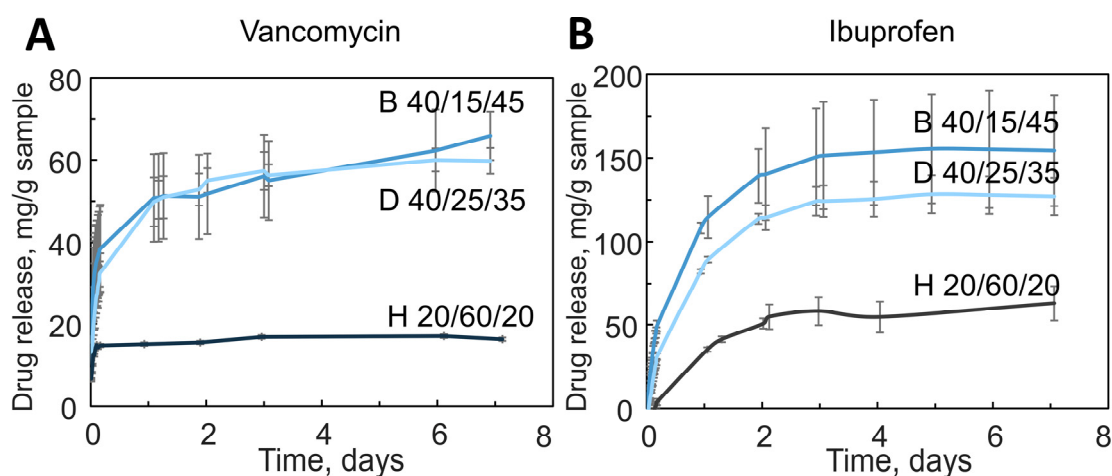 A
Vancomycin
Drug release, mg/g sample
80
60
40
20
0
B 40/15/45
D 40/25/35
H 20/60/20
0
2
4
6
8
Time, days
B
Ibuprofen
Drug release, mg/g sample
200
150
100
50
0
B 40/15/45
D 40/25/35
H 20/60/20
0
2
4
6
8
Time, days